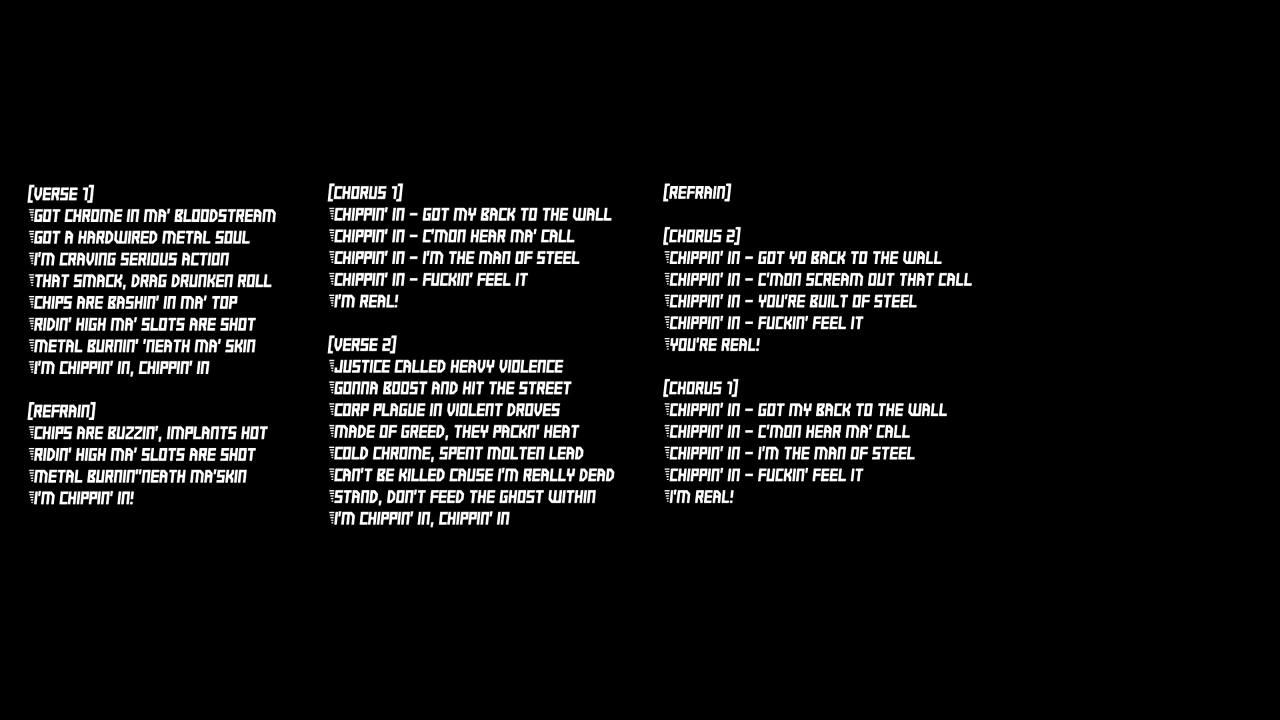 [VERSE 1]
GOT CHROME IN MA' BLOODSTREAM
GOT A HARDWIRED METAL SOUL
I'M CRAVING SERIOUS ACTION
THAT SMACK, DRAG DRUNKEN ROLL
CHIPS ARE BASHIN' IN MA' TOP
RIDIN' HIGH MA' SLOTS ARE SHOT
METAL BURNIN' 'NEATH MA' SKIN
I'M CHIPPIN' IN, CHIPPIN' IN
[REFRAIN]
CHIPS ARE BUZZIN', IMPLANTS HOT
RIDIN' HIGH MA' SLOTS ARE SHOT
METAL BURNIN''NEATH MA'SKIN
I'M CHIPPIN' IN!
[CHORUS 1]
CHIPPIN' IN - GOT MY BACK TO THE WALL
CHIPPIN' IN - C'MON HEAR MA' CALL
CHIPPIN' IN - I'M THE MAN OF STEEL
CHIPPIN' IN - FUCKIN' FEEL IT
I'M REAL!
[VERSE 2]
JUSTICE CALLED HEAVY VIOLENCE
GONNA BOOST AND HIT THE STREET
CORP PLAGUE IN VIOLENT DROVES
MADE OF GREED, THEY PACKN' HEAT
COLD CHROME, SPENT MOLTEN LEAD
CAN'T BE KILLED CAUSE I'M REALLY DEAD
STAND, DON'T FEED THE GHOST WITHIN
I'M CHIPPIN' IN, CHIPPIN' IN
[REFRAIN]
[CHORUS 2]
CHIPPIN' IN - GOT YO BACK TO THE WALL
CHIPPIN' IN - C'MON SCREAM OUT THAT CALL
CHIPPIN' IN - YOU'RE BUILT OF STEEL
CHIPPIN' IN - FUCKIN' FEEL IT
YOU'RE REAL!
[CHORUS 1]
CHIPPIN' IN - GOT MY BACK TO THE WALL
CHIPPIN' IN - C'MON HEAR MA' CALL
CHIPPIN' IN - I'M THE MAN OF STEEL
CHIPPIN' IN - FUCKIN' FEEL IT
I'M REAL!